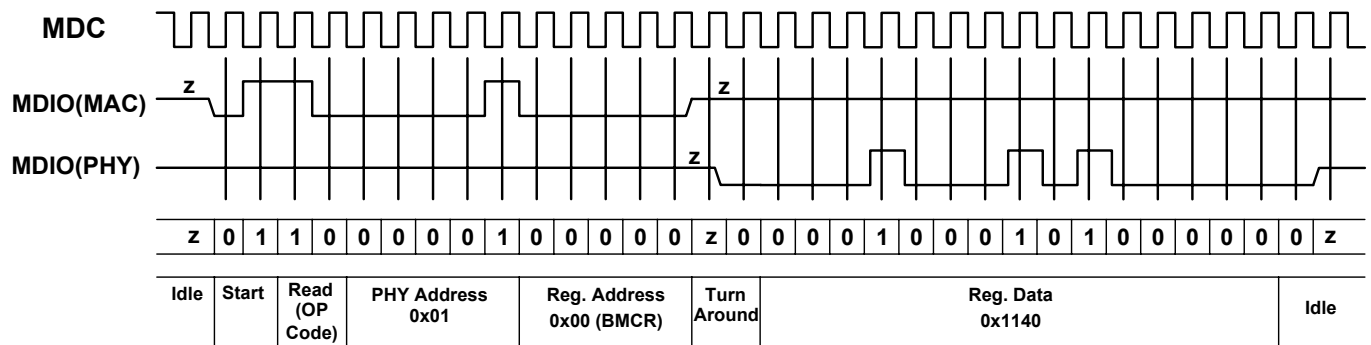 MDC
z
z
MDIO(MAC)
z
MDIO(PHY)
z 0 1 1 0 0 0 0 0 1 0 0 0 0 0 z 0 0 0 0 1 0 0 0 1 0 1 0 0 0 0 0 0 z
Idle
Start
Read
(OP
Code)
PHY Address
0x01
Reg. Address
0x00 (BMCR)
Turn
Around
Reg. Data
0x1140
Idle